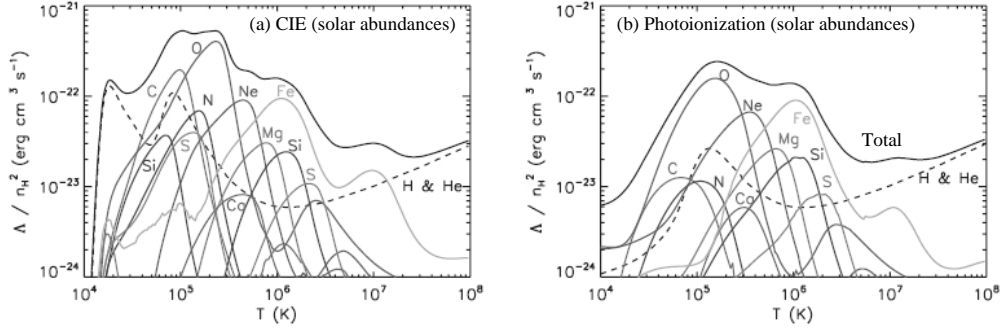 (a) CIE (solar abundances)
Λ / n_H² (erg cm³ s⁻¹)
10⁻²¹
10⁻²²
10⁻²³
10⁻²⁴
O
C
N
Ne
Fe
Si
S
Mg
Si
Ca
S
H & He
10⁴
10⁵
10⁶
10⁷
10⁸
T (K)
(b) Photoionization (solar abundances)
Λ / n_H² (erg cm³ s⁻¹)
10⁻²¹
10⁻²²
10⁻²³
10⁻²⁴
O
Ne
Fe
Total
Mg
Si
C
N
S
Ca
H & He
10⁴
10⁵
10⁶
10⁷
10⁸
T (K)